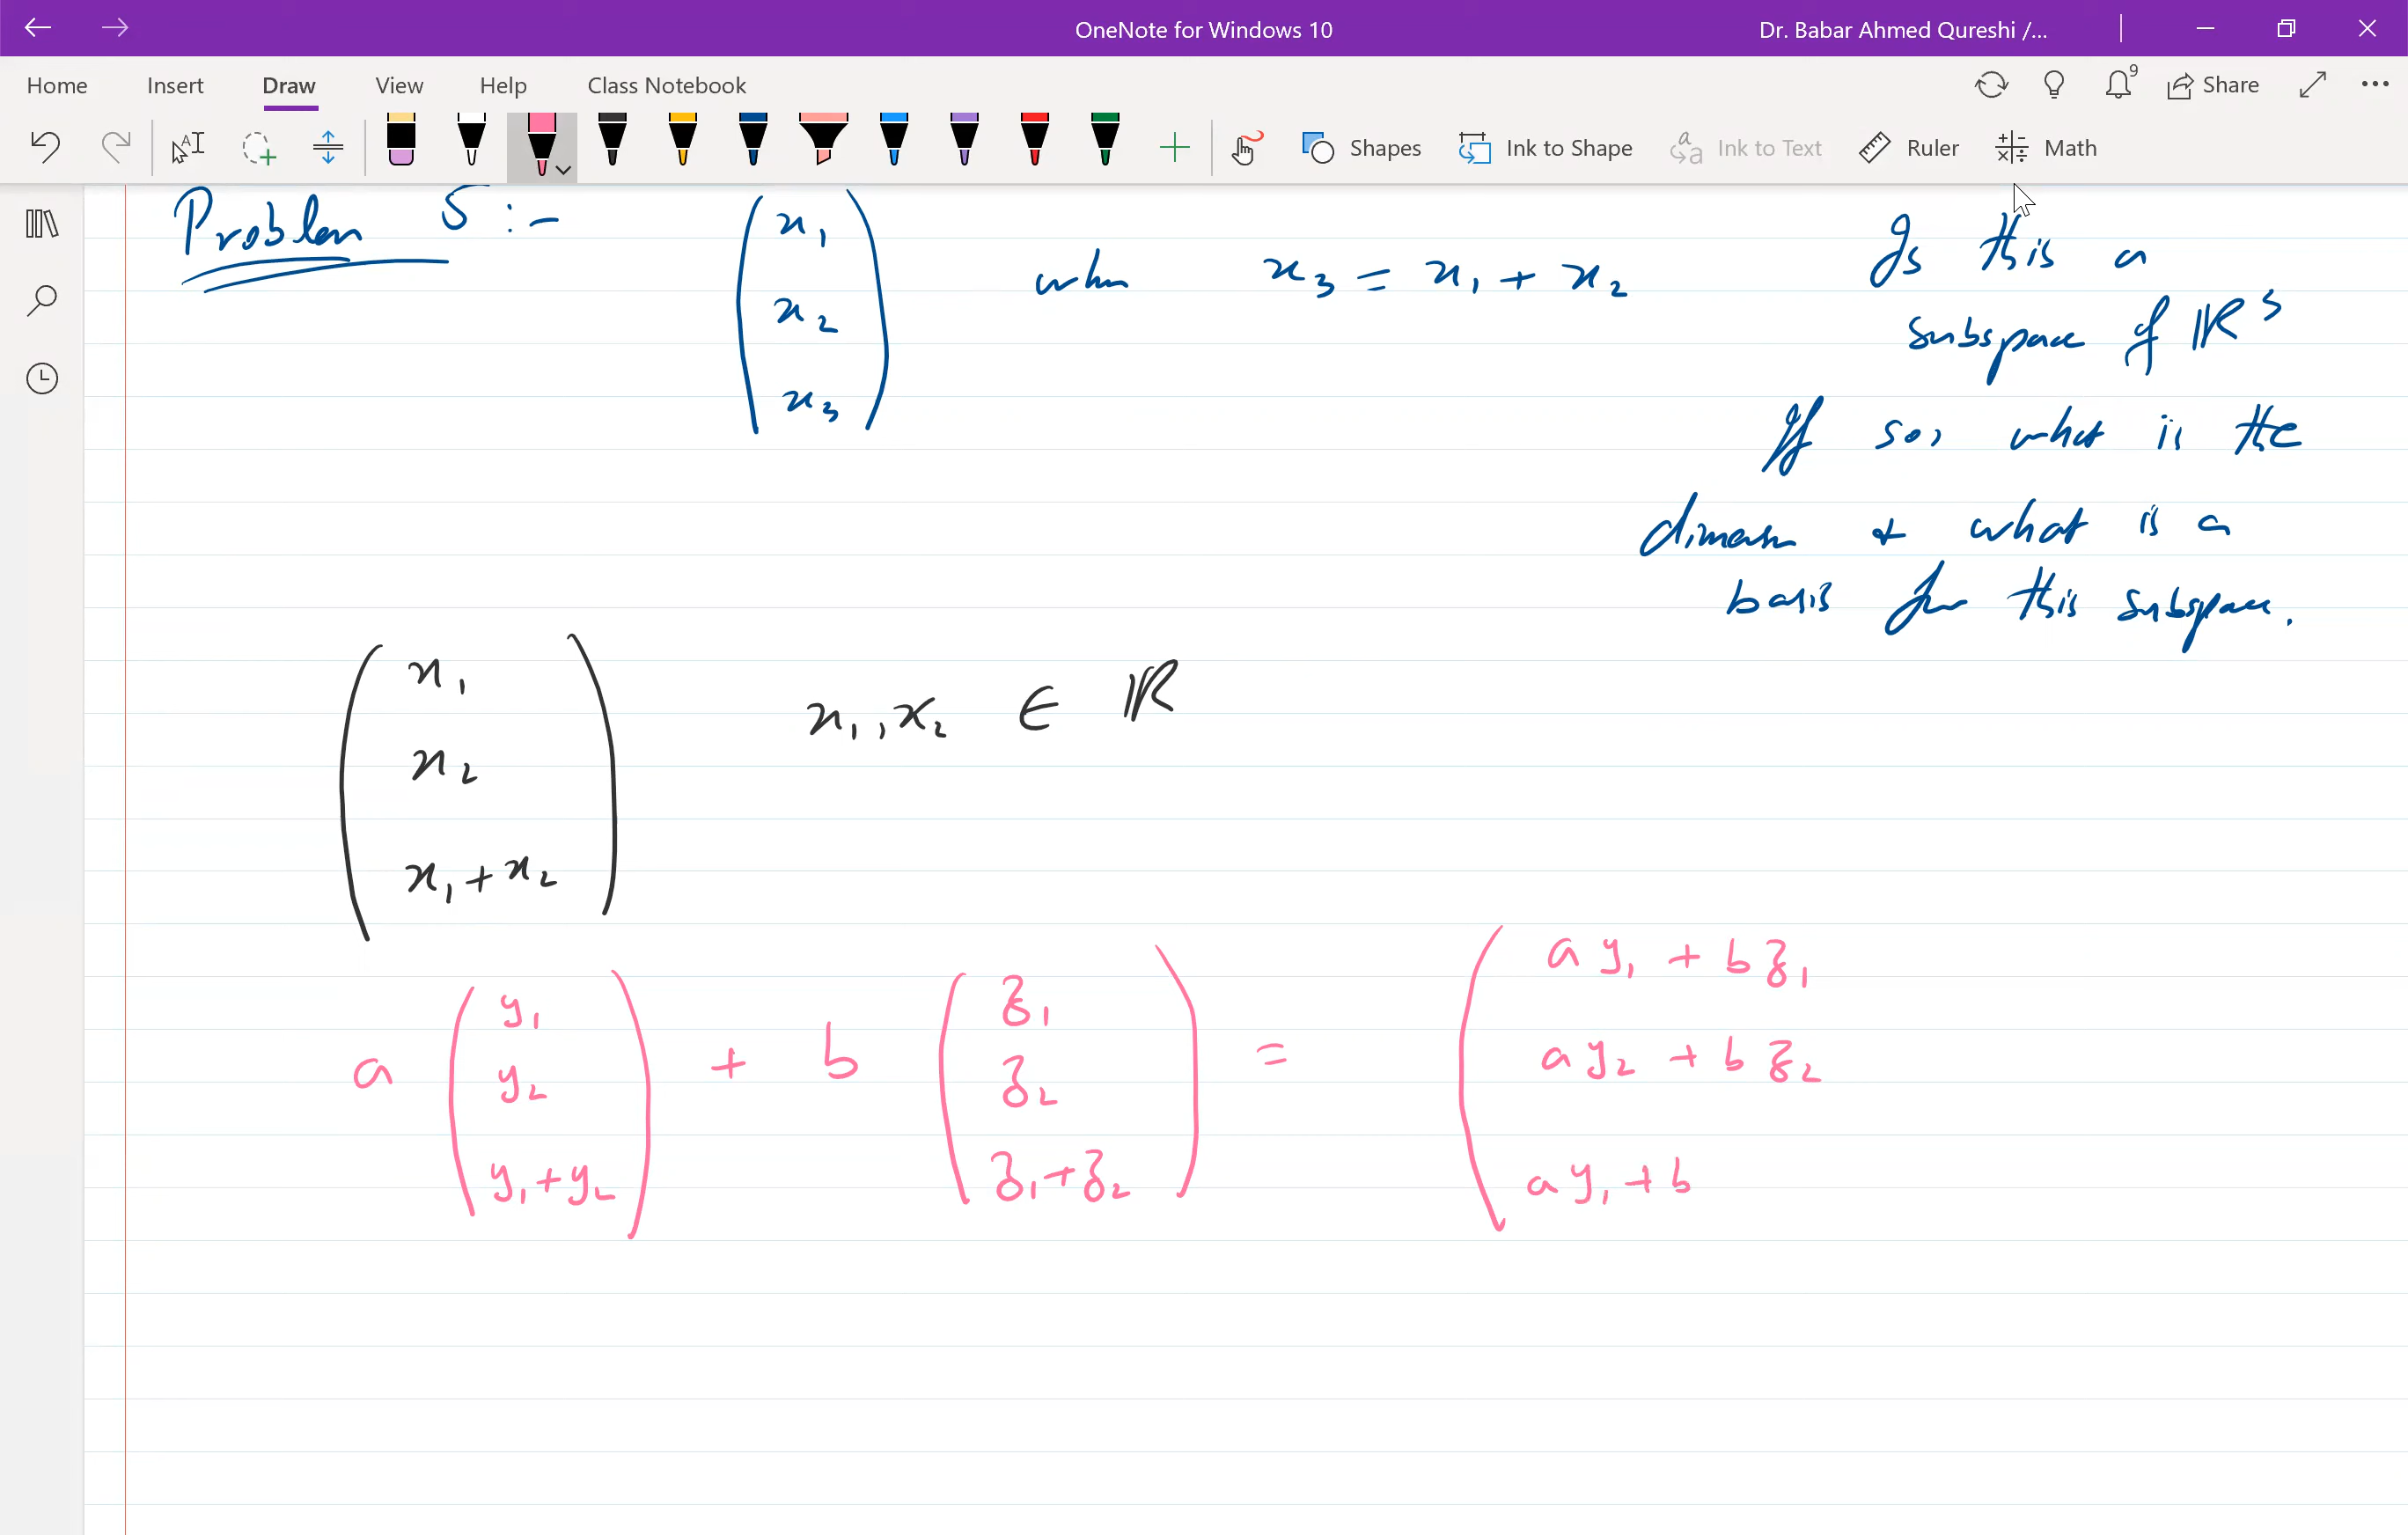 OneNote for Windows 10
Dr. Babar Ahmed Qureshi /...
Home Insert Draw View Help Class Notebook
9 Share
Shapes Ink to Shape Ink to Text Ruler Math
Problem 5 :-
x1
x2
x3
when x3 = x1 + x2
Is this a
subspace of ℝ3
If so, what is the
dimension & what is a
basis for this subspace.
x1
x2
x1 + x2
x1, x2 ∈ ℝ
a ( y1
y2
y1 + y2 )
+ b ( z1
z2
z1 + z2 )
=
( a y1 + b z1
a y2 + b z2
a y1 + b